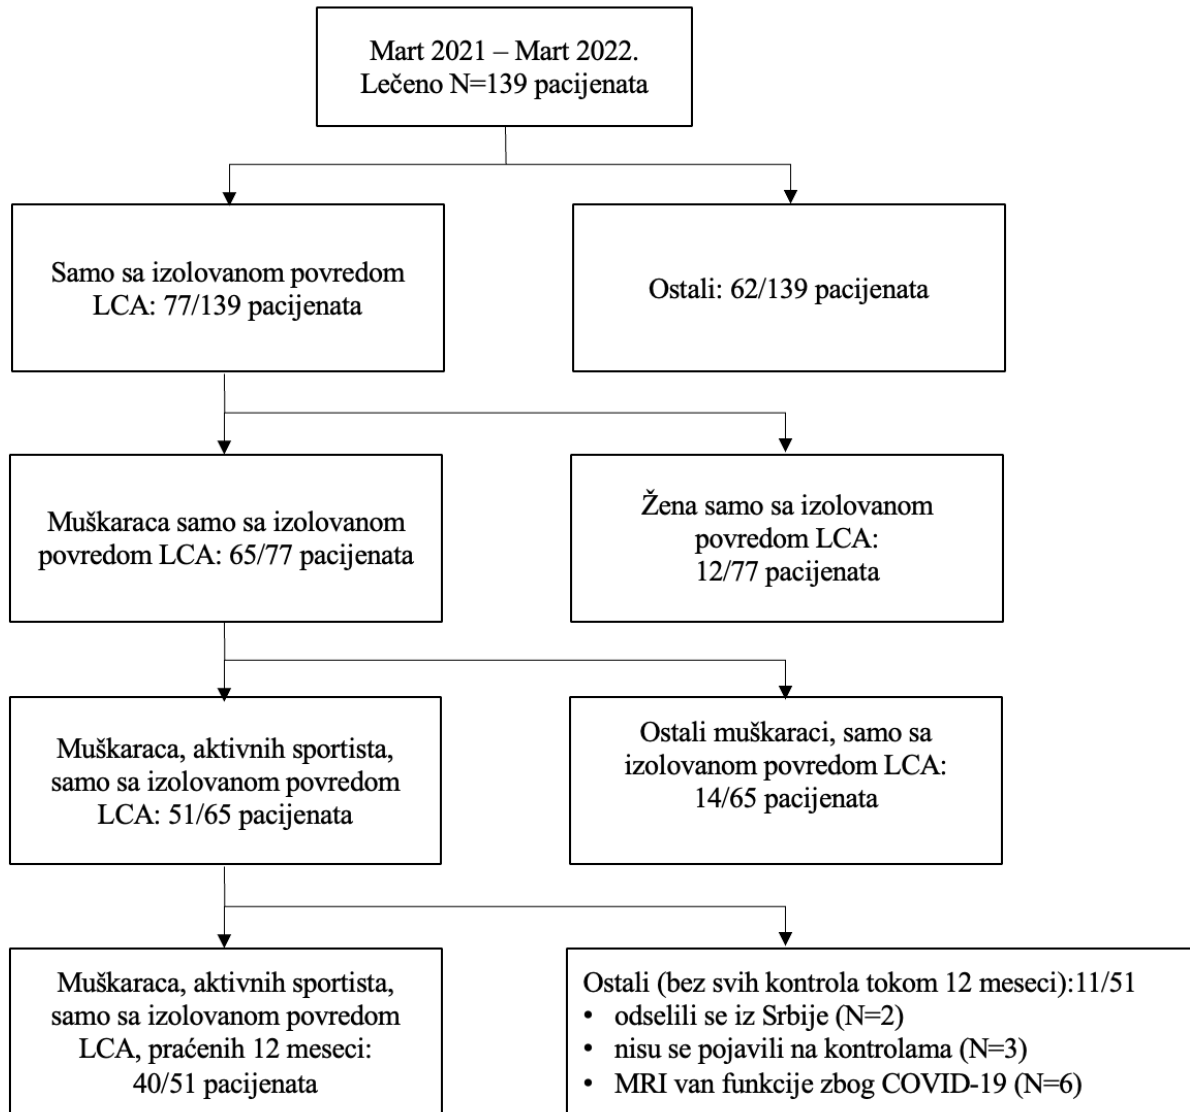 Mart 2021 – Mart 2022.
Lečeno N=139 pacijenata
Samo sa izolovanom povredom
LCA: 77/139 pacijenata
Ostali: 62/139 pacijenata
Muškaraca samo sa izolovanom
povredom LCA: 65/77 pacijenata
Žena samo sa izolovanom
povredom LCA:
12/77 pacijenata
Muškaraca, aktivnih sportista,
samo sa izolovanom povredom
LCA: 51/65 pacijenata
Ostali muškaraci, samo sa
izolovanom povredom LCA:
14/65 pacijenata
Muškaraca, aktivnih sportista,
samo sa izolovanom povredom
LCA, praćenih 12 meseci:
40/51 pacijenata
Ostali (bez svih kontrola tokom 12 meseci):11/51
• odselili se iz Srbije (N=2)
• nisu se pojavili na kontrolama (N=3)
• MRI van funkcije zbog COVID-19 (N=6)